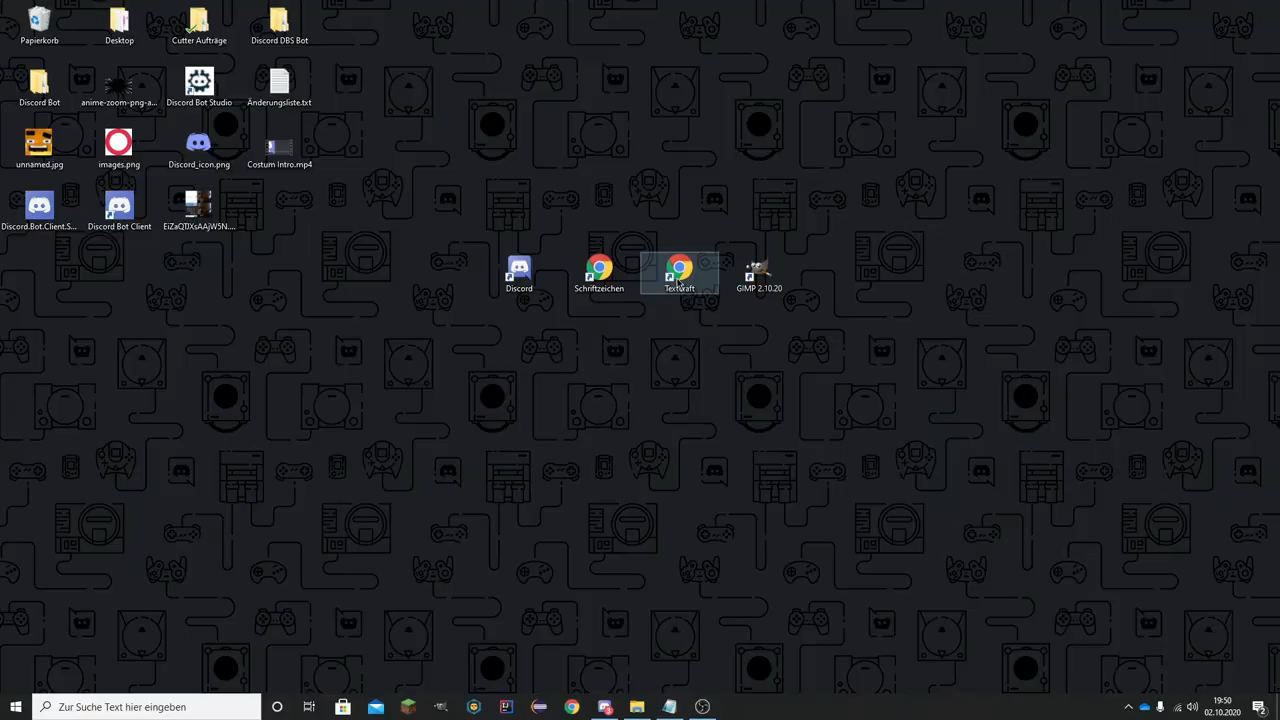 Papierkorb
Desktop
Cutter Aufträge
Discord DBS Bot
Discord Bot
anime-zoom-png-a...
Discord Bot Studio
Änderungsliste.txt
unnamed.jpg
images.png
Discord_icon.png
Costum Intro.mp4
Discord.Bot.Client.S...
Discord Bot Client
EiZaQTJXsAAjW5N....
Discord
Schriftzeichen
Textcraft
GIMP 2.10.20
Zur Suche Text hier eingeben
19:50
02.10.2020